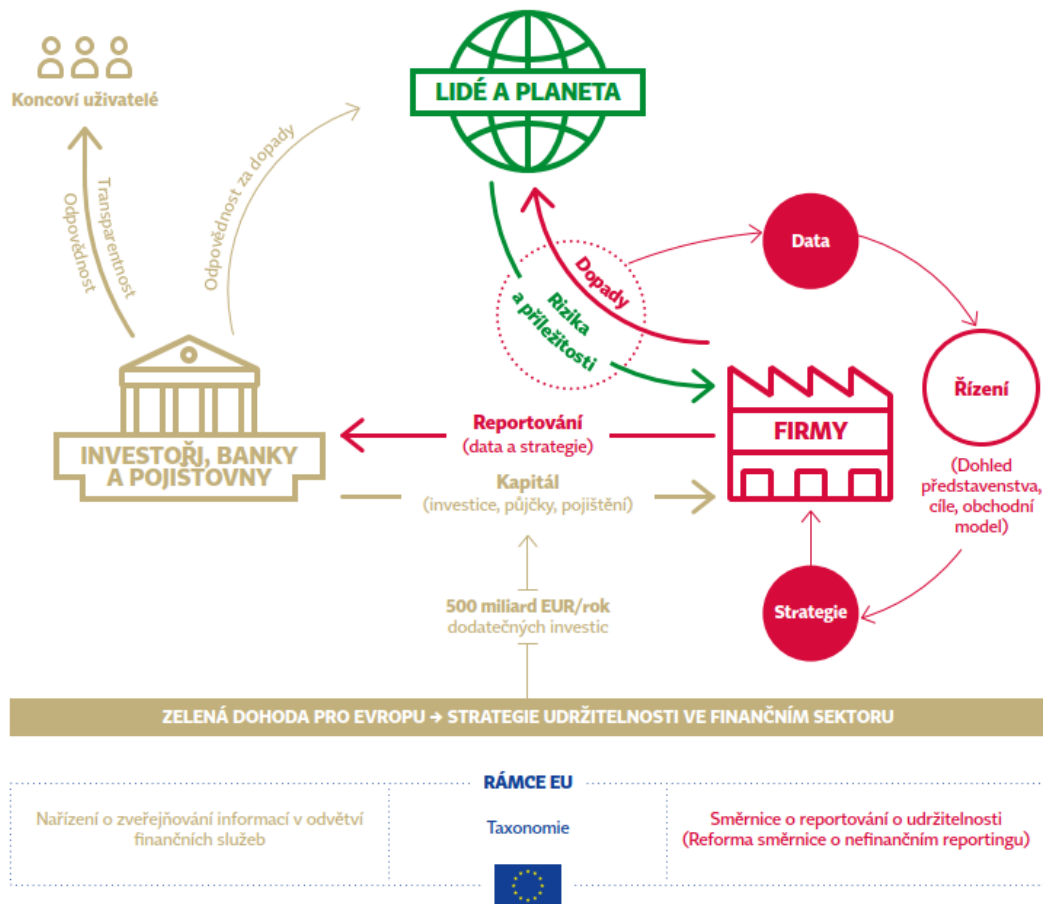 LIDÉ A PLANETA
Koncoví uživatelé
Odpovědnost za dopady
Transparentnost
Odpovědnost
Data
Dopady
Rizika
a příležitosti
Řízení
(Dohled
představenstva,
cíle, obchodní
model)
Reportování
(data a strategie)
FIRMY
INVESTOŘI, BANKY
A POJIŠŤOVNY
Kapitál
(investice, půjčky, pojištění)
500 miliard EUR/rok
dodatečných investic
Strategie
ZELENÁ DOHODA PRO EVROPU → STRATEGIE UDRŽITELNOSTI VE FINANČNÍM SEKTORU
RÁMCE EU
Nařízení o zveřejňování informací v odvětví
finančních služeb
Taxonomie
Směrnice o reportování o udržitelnosti
(Reforma směrnice o nefinančním reportingu)